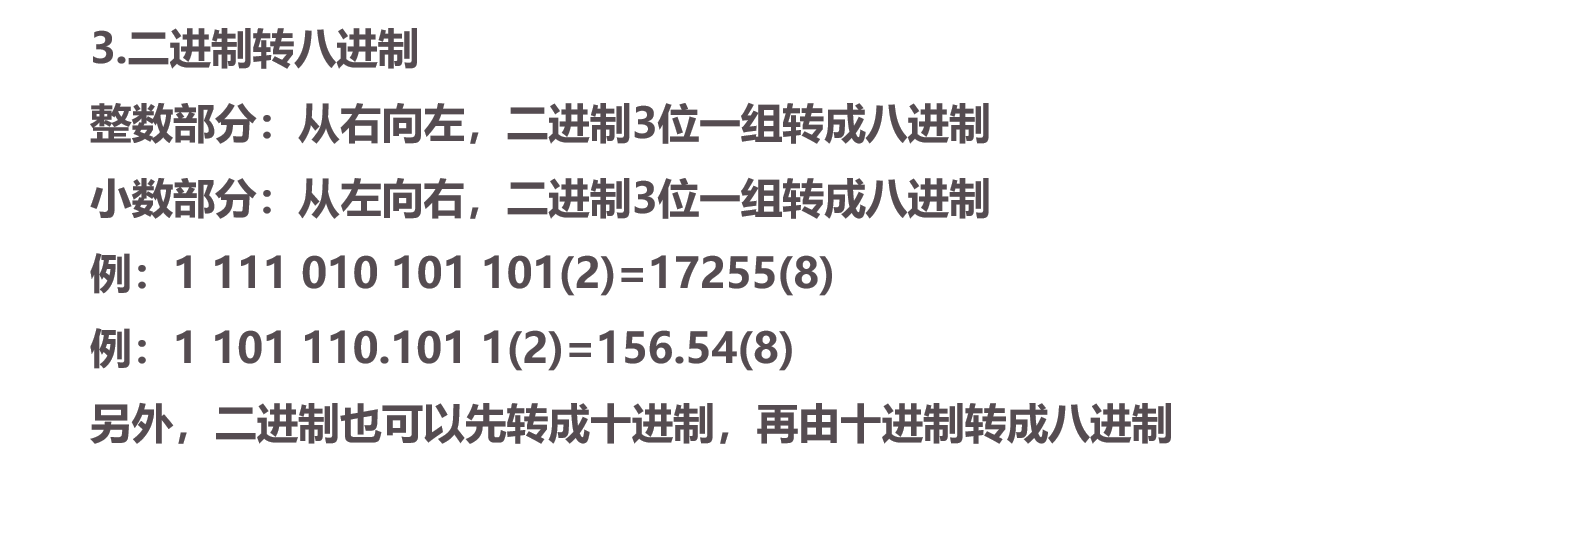 3.二进制转八进制
整数部分：从右向左，二进制3位一组转成八进制
小数部分：从左向右，二进制3位一组转成八进制
例：1 111 010 101 101(2)=17255(8)
例：1 101 110.101 1(2)=156.54(8)
另外，二进制也可以先转成十进制，再由十进制转成八进制